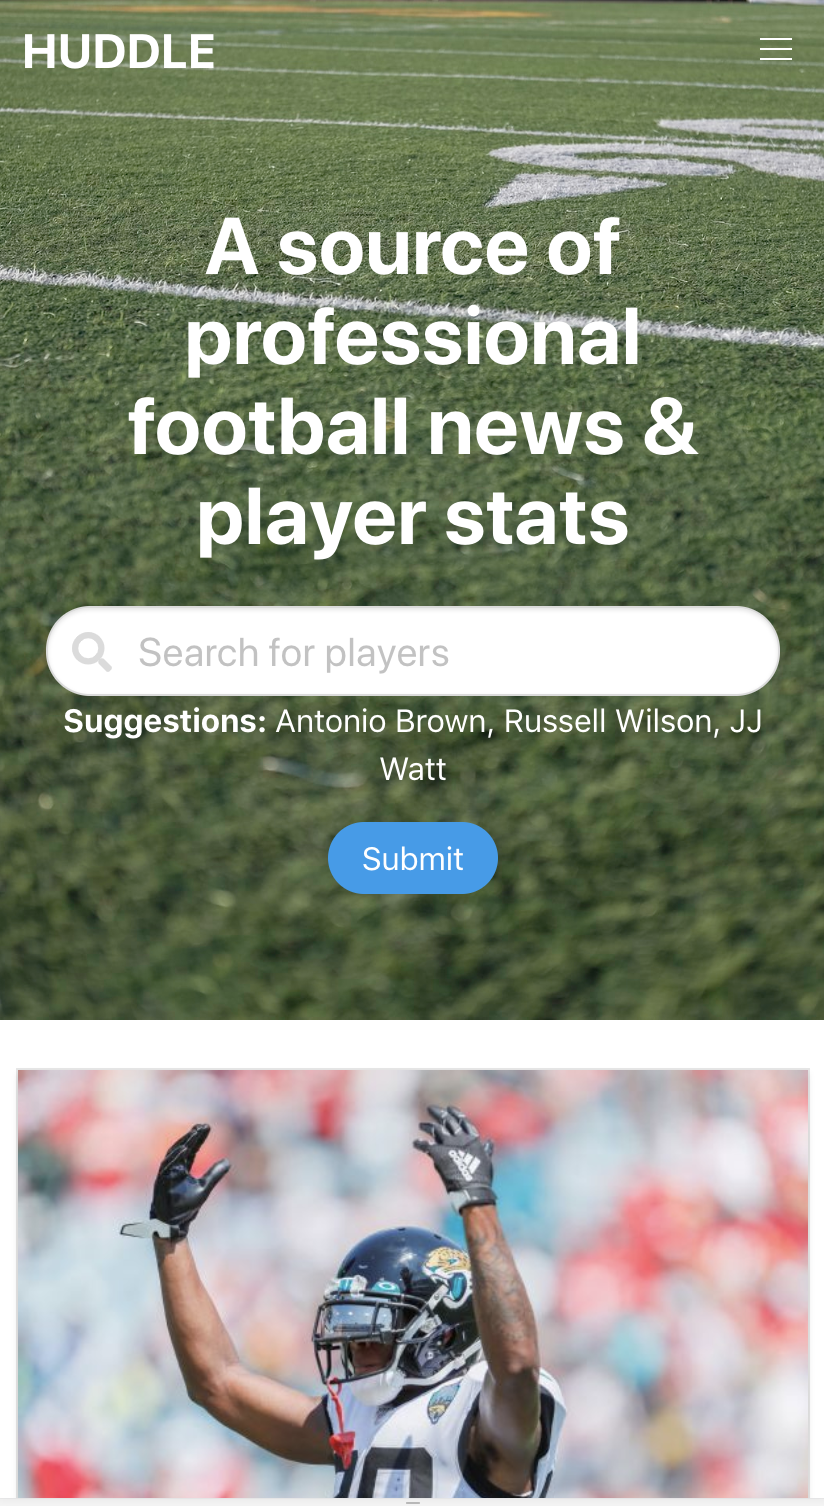 HUDDLE
A source of
professional
football news &
player stats
Search for players
Suggestions: Antonio Brown, Russell Wilson, JJ
Watt
Submit
adidas